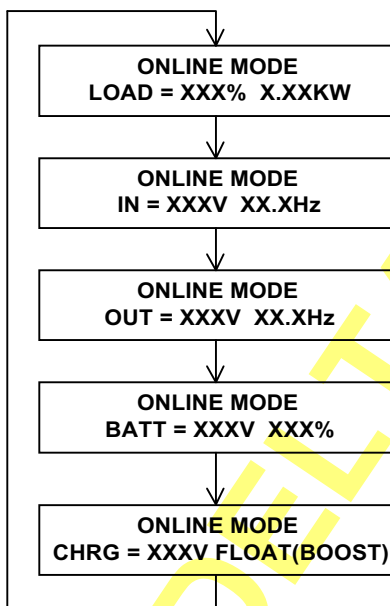 ONLINE MODE
LOAD = XXX% X.XXKW
ONLINE MODE
IN = XXXV XX.XHz
ONLINE MODE
OUT = XXXV XX.XHz
ONLINE MODE
BATT = XXXV XXX%
ONLINE MODE
CHRG = XXXV FLOAT(BOOST)